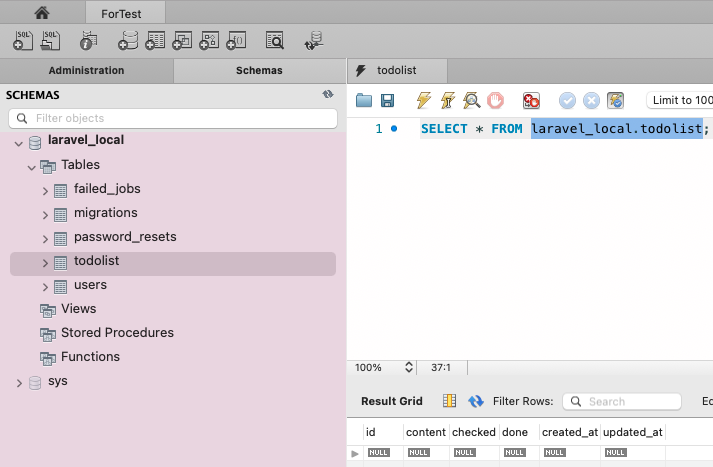 ForTest
SQL SQL
Administration
Schemas
todolist
SCHEMAS
Filter objects
Limit to 100
laravel_local
Tables
failed_jobs
migrations
password_resets
todolist
users
Views
Stored Procedures
Functions
sys
1 SELECT * FROM laravel_local.todolist;
100% 37:1
Result Grid Filter Rows: Search Ed
id content checked done created_at updated_at
NULL NULL NULL NULL NULL NULL